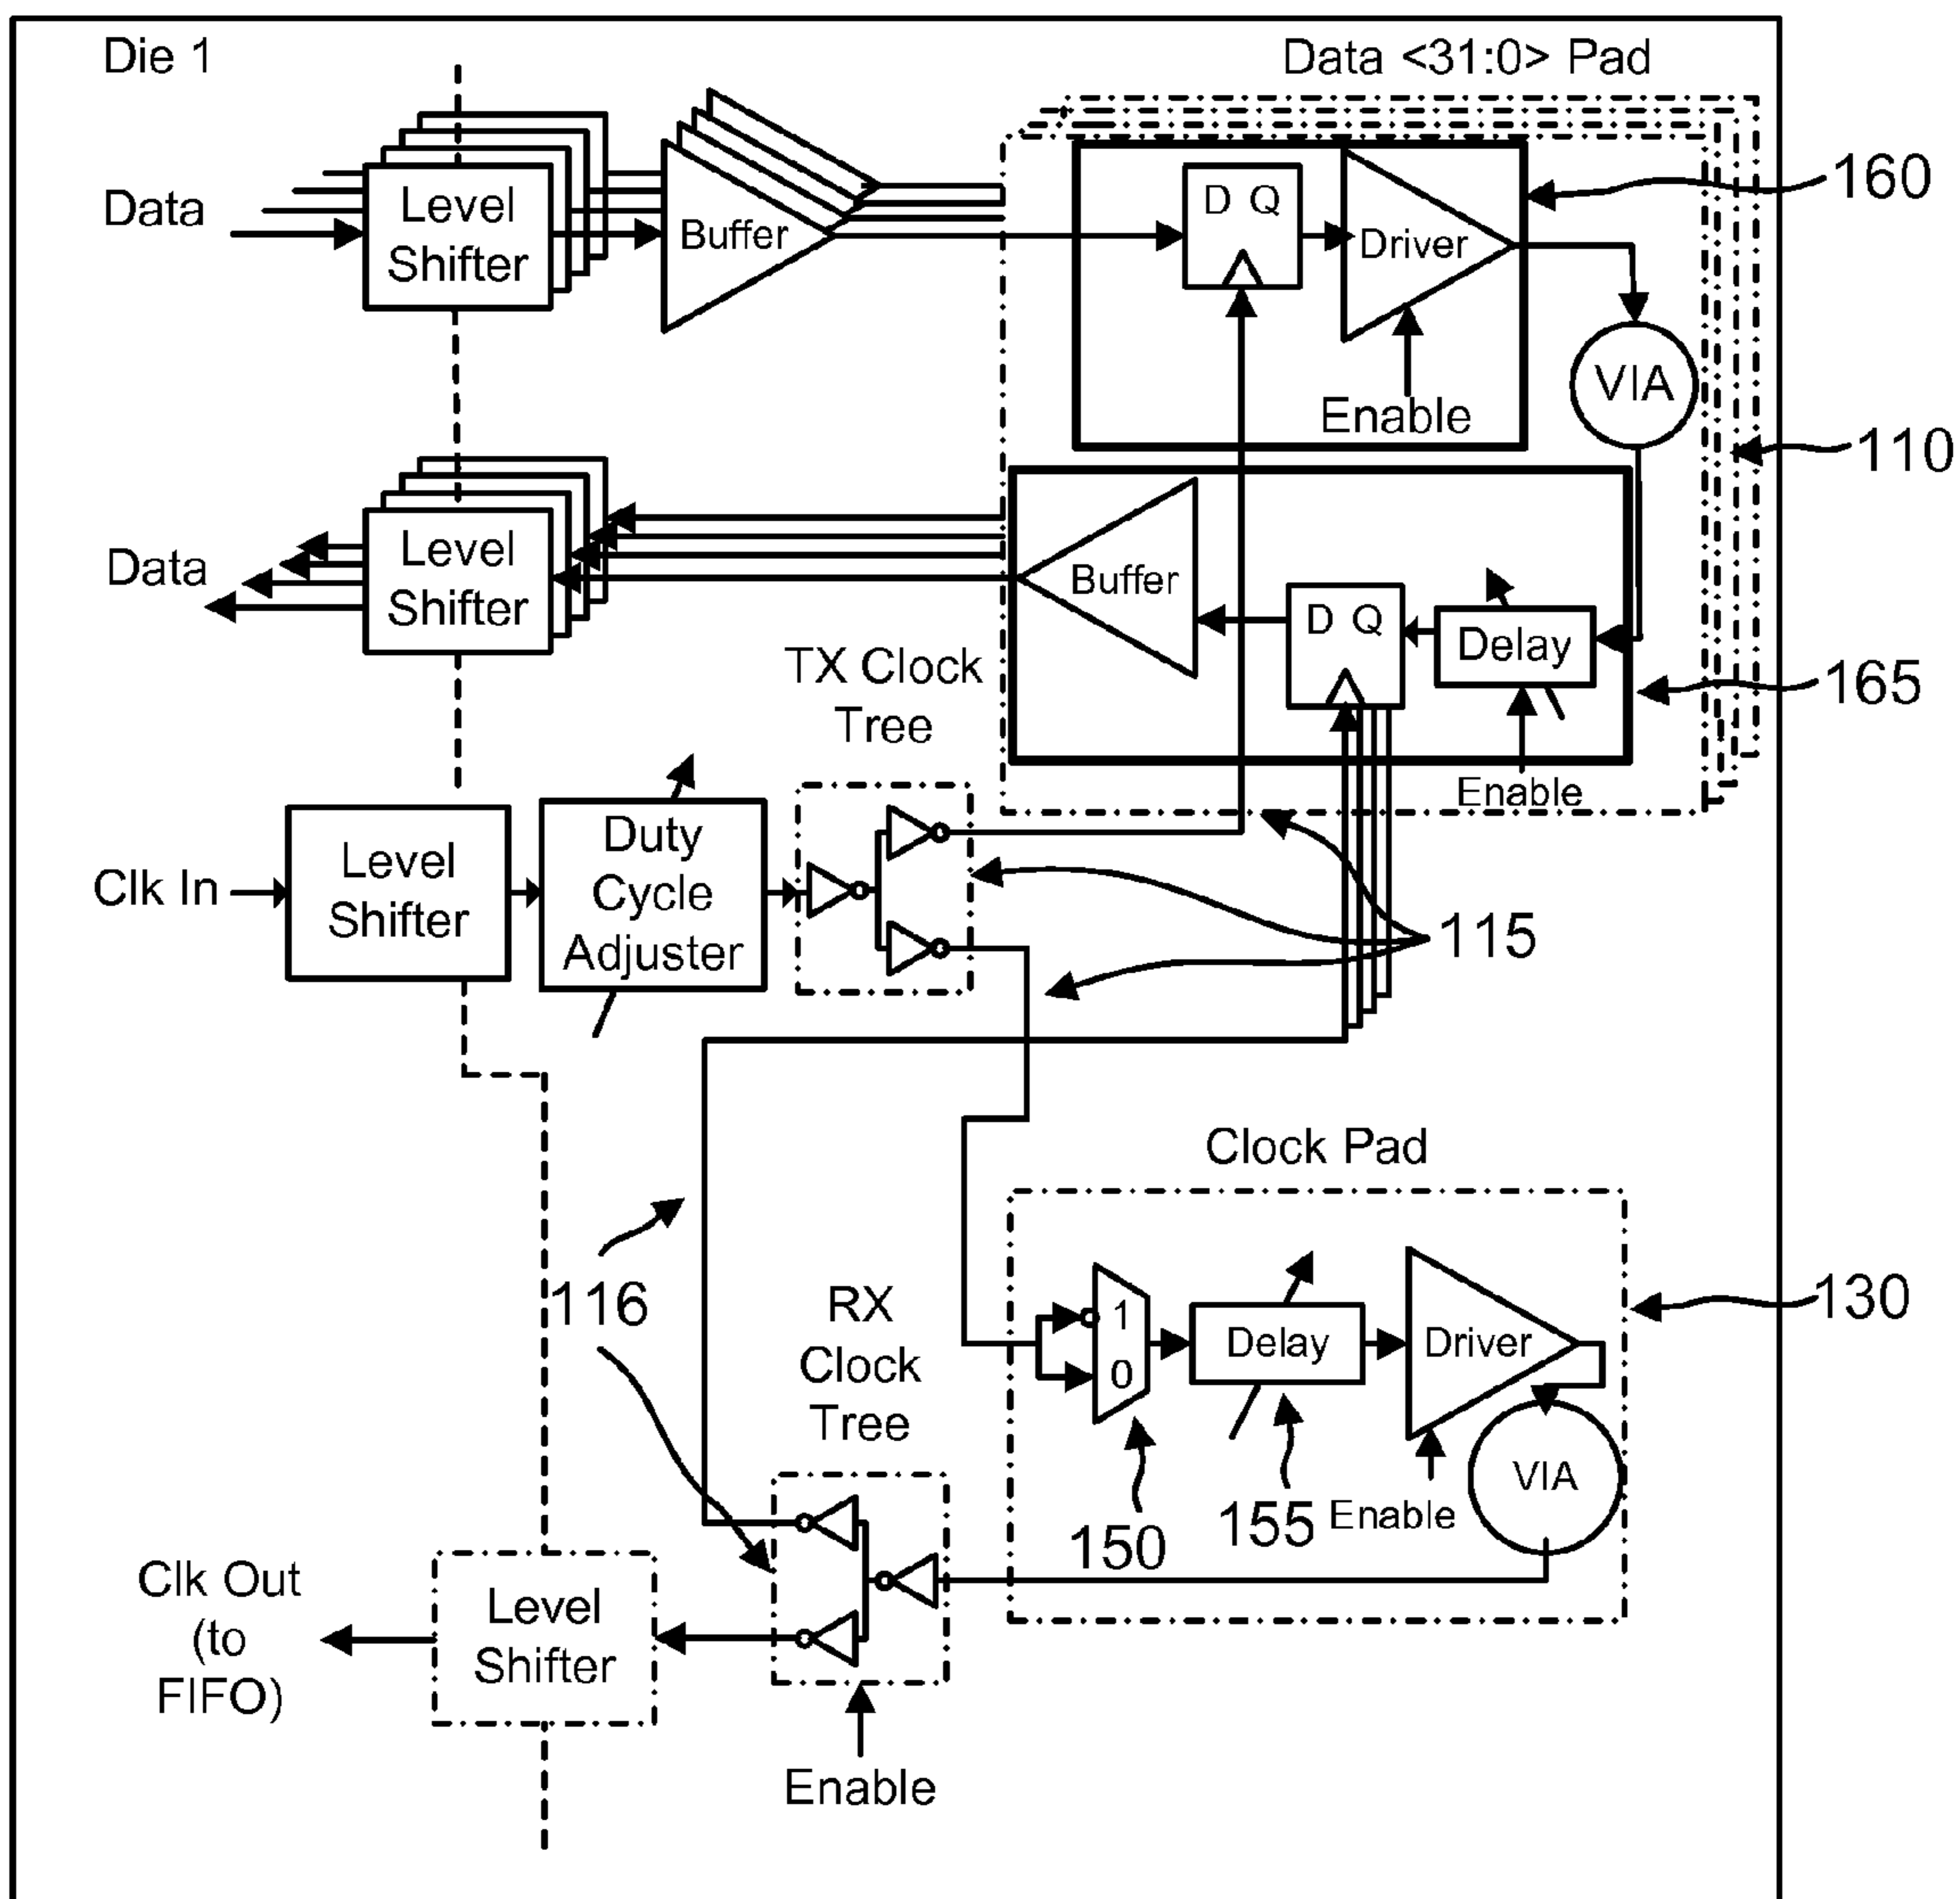 Die 1
Data <31:0> Pad
Data
Level
Shifter
Buffer
D Q
Driver
Enable
VIA
160
110
Data
Level
Shifter
Buffer
D Q
Delay
Enable
165
TX Clock
Tree
Clk In
Level
Shifter
Duty
Cycle
Adjuster
115
Clock Pad
116
RX
Clock
Tree
1
0
Delay
Driver
130
VIA
Enable
150
155
Clk Out
(to
FIFO)
Level
Shifter
Enable